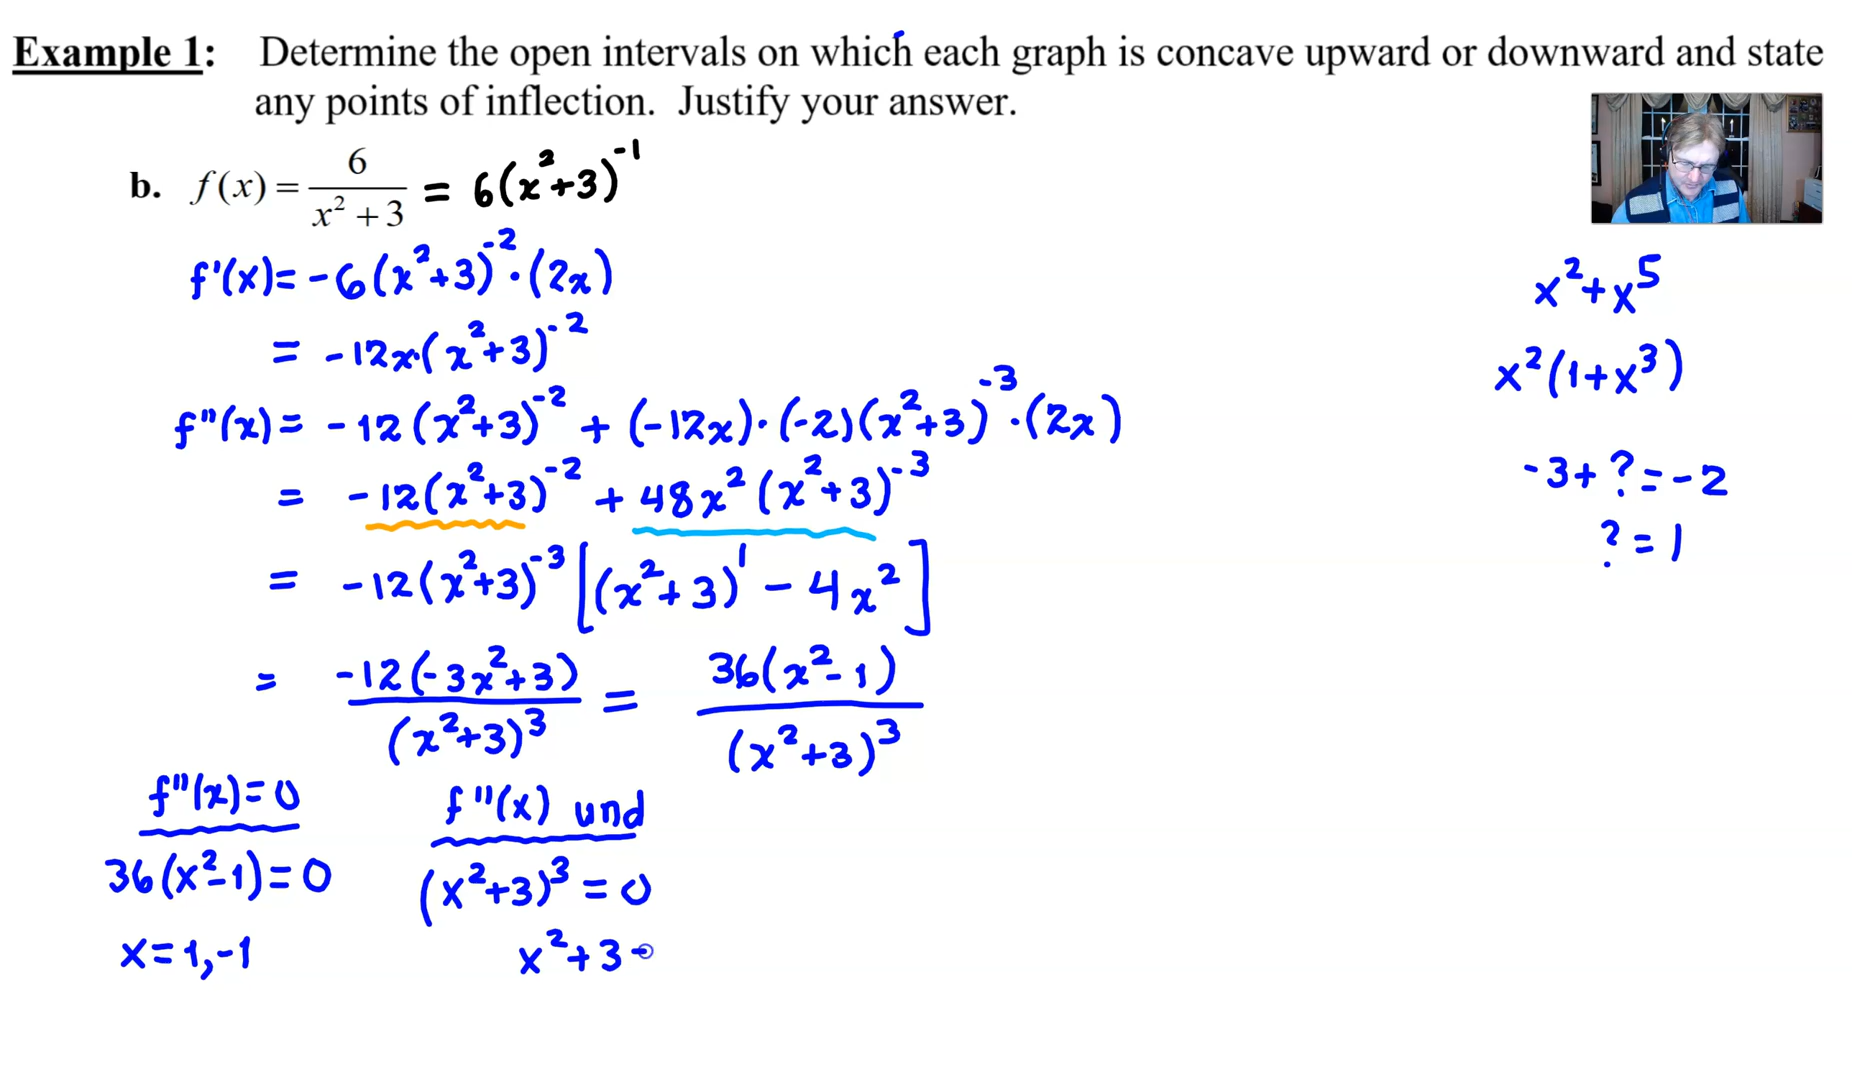 Example 1: Determine the open intervals on which each graph is concave upward or downward and state
any points of inflection. Justify your answer.
b. f(x) = 6/(x² + 3) = 6(x²+3)⁻¹
f'(x) = -6(x²+3)⁻²·(2x)
= -12x·(x²+3)⁻²
f''(x) = -12(x²+3)⁻² + (-12x)·(-2)(x²+3)⁻³·(2x)
= -12(x²+3)⁻² + 48x²(x²+3)⁻³
= -12(x²+3)⁻³[(x²+3)¹ - 4x²]
= -12(-3x²+3)/(x²+3)³ = 36(x²-1)/(x²+3)³
f''(x)=0
36(x²-1)=0
x=1,-1
f''(x) und
(x²+3)³ = 0
x²+3
x²+x⁵
x²(1+x³)
-3+?=-2
?=1